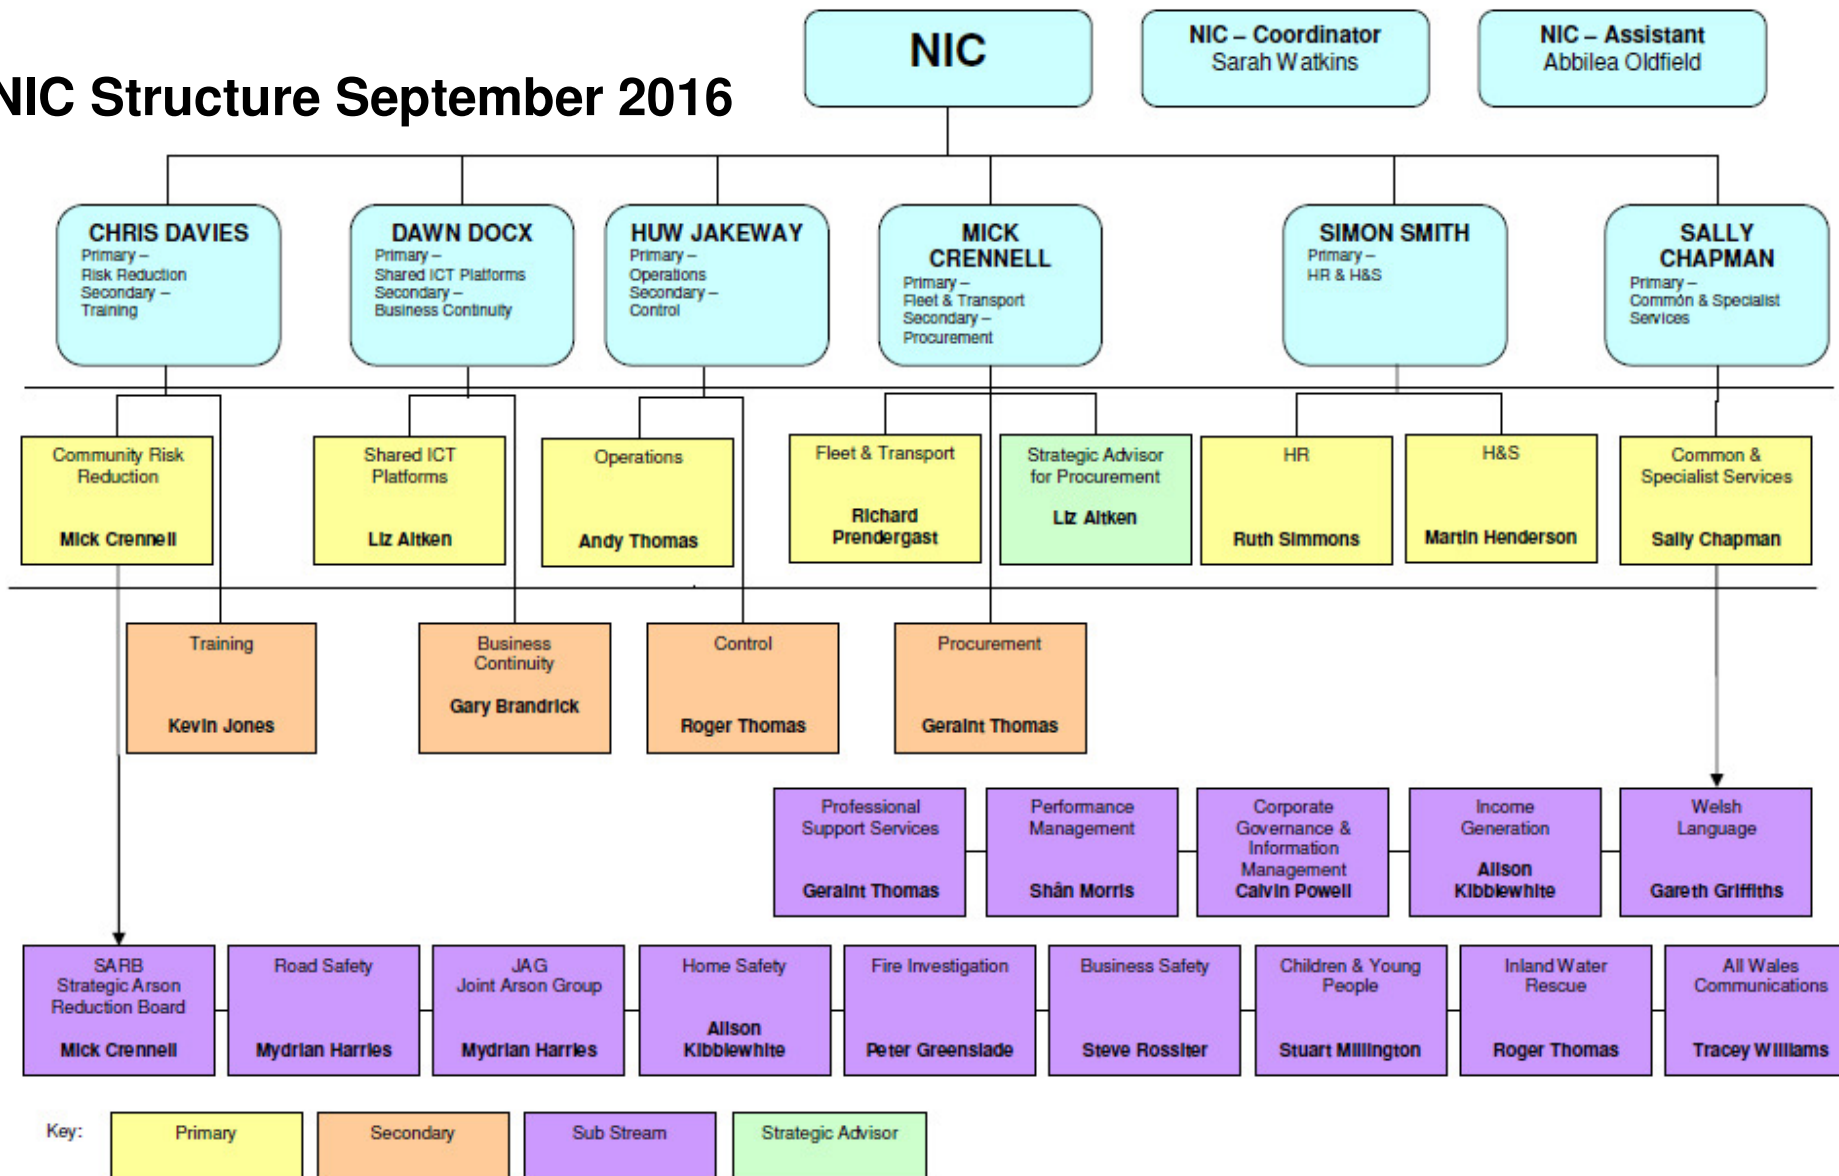 NIC Structure September 2016
NIC
NIC – Coordinator
Sarah Watkins
NIC – Assistant
Abbilea Oldfield
CHRIS DAVIES
Primary –
Risk Reduction
Secondary –
Training
DAWN DOCX
Primary –
Shared ICT Platforms
Secondary –
Business Continuity
HUW JAKEWAY
Primary –
Operations
Secondary –
Control
MICK
CRENNELL
Primary –
Fleet & Transport
Secondary –
Procurement
SIMON SMITH
Primary –
HR & H&S
SALLY
CHAPMAN
Primary –
Common & Specialist
Services
Community Risk
Reduction
Mick Crennell
Shared ICT
Platforms
Liz Aitken
Operations
Andy Thomas
Fleet & Transport
Richard
Prendergast
Strategic Advisor
for Procurement
Liz Aitken
HR
Ruth Simmons
H&S
Martin Henderson
Common &
Specialist Services
Sally Chapman
Training
Kevin Jones
Business
Continuity
Gary Brandrick
Control
Roger Thomas
Procurement
Geraint Thomas
Professional
Support Services
Geraint Thomas
Performance
Management
Shân Morris
Corporate
Governance &
Information
Management
Calvin Powell
Income
Generation
Alison
Kibblewhite
Welsh
Language
Gareth Griffiths
SARB
Strategic Arson
Reduction Board
Mick Crennell
Road Safety
Mydrian Harries
JAG
Joint Arson Group
Mydrian Harries
Home Safety
Alison
Kibblewhite
Fire Investigation
Peter Greenslade
Business Safety
Steve Rossiter
Children & Young
People
Stuart Millington
Inland Water
Rescue
Roger Thomas
All Wales
Communications
Tracey Williams
Key:
Primary
Secondary
Sub Stream
Strategic Advisor